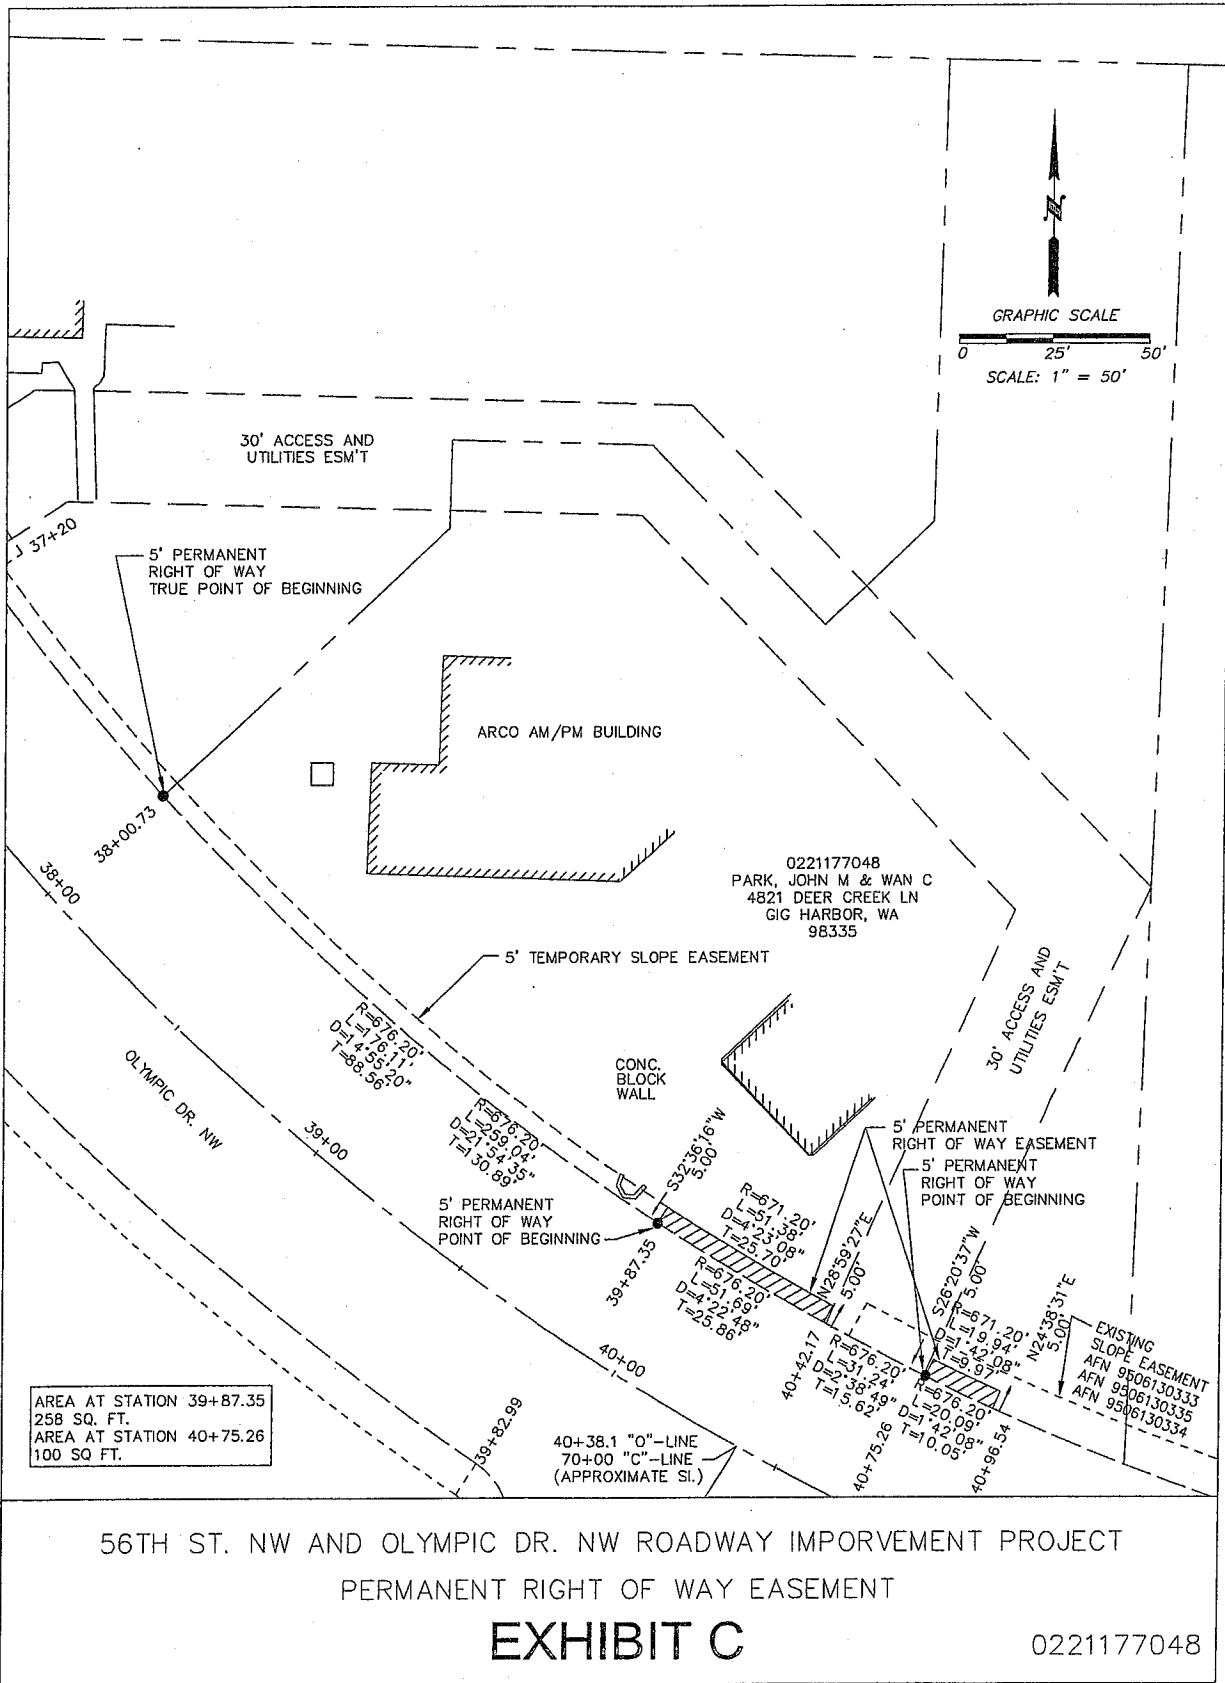 N
GRAPHIC SCALE
0 25' 50'
SCALE: 1" = 50'
30' ACCESS AND
UTILITIES ESM'T
37+20
5' PERMANENT
RIGHT OF WAY
TRUE POINT OF BEGINNING
ARCO AM/PM BUILDING
38+00.73
38+00
0221177048
PARK, JOHN M & WAN C
4821 DEER CREEK LN
GIG HARBOR, WA
98335
5' TEMPORARY SLOPE EASEMENT
30' ACCESS AND
UTILITIES ESM'T
R=676.20'
L=176.11'
D=14°55'20"
T=88.56'
OLYMPIC DR. NW
CONC.
BLOCK
WALL
39+00
R=676.20'
L=259.04'
D=21°54'35"
T=130.89'
S32°36'16"W
5.00'
5' PERMANENT
RIGHT OF WAY EASEMENT
5' PERMANENT
RIGHT OF WAY
POINT OF BEGINNING
5' PERMANENT
RIGHT OF WAY
POINT OF BEGINNING
R=671.20'
L=51.38'
D=4°23'08"
T=25.70'
N28°59'27"E
5.00'
39+87.35
R=676.20'
L=51.69'
D=4°22'48"
T=25.86'
S26°20'37"W
5.00'
R=671.20'
L=19.94'
D=1°42'08"
T=9.97'
N24°38'31"E
5.00'
EXISTING
SLOPE EASEMENT
AFN 9506130333
AFN 9506130335
AFN 9506130334
40+00
40+42.17
R=676.20'
L=31.24'
D=2°38'49"
T=15.62'
R=676.20'
L=20.09'
D=1°42'08"
T=10.05'
40+75.26
40+96.54
AREA AT STATION 39+87.35
258 SQ. FT.
AREA AT STATION 40+75.26
100 SQ FT.
39+82.99
40+38.1 "O"-LINE
70+00 "C"-LINE
(APPROXIMATE SI.)
56TH ST. NW AND OLYMPIC DR. NW ROADWAY IMPORVEMENT PROJECT
PERMANENT RIGHT OF WAY EASEMENT
EXHIBIT C
0221177048